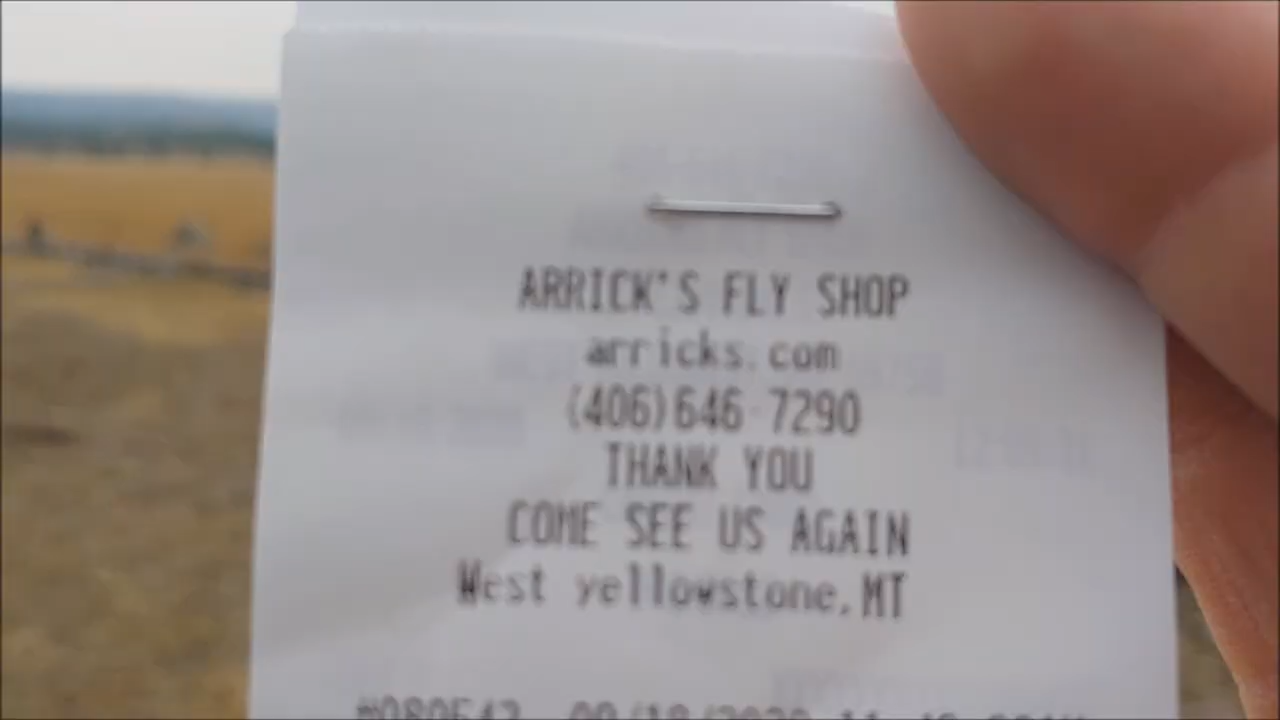 ARRICK'S FLY SHOP
arricks.com
(406)646-7290
THANK YOU
COME SEE US AGAIN
West yellowstone,MT